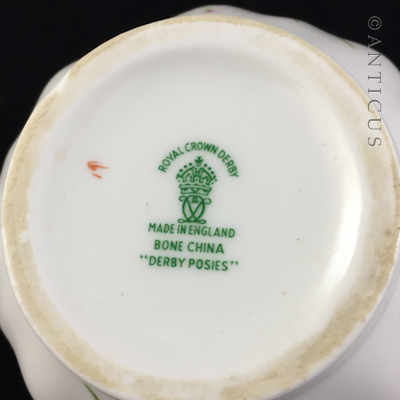 ROYAL CROWN DERBY
MADE IN ENGLAND
BONE CHINA
"DERBY POSIES"
©ANTICUS